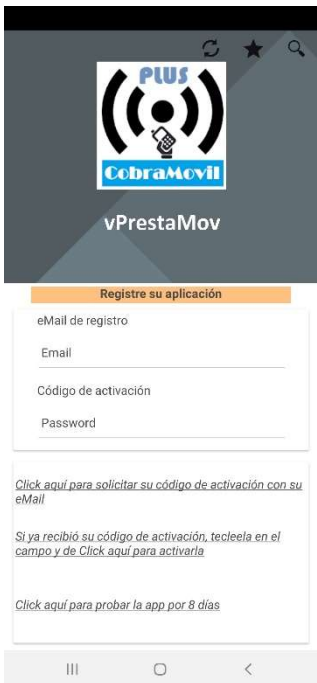 PLUS
CobraMovil
vPrestaMov
Registre su aplicación
eMail de registro
Email
Código de activación
Password
Click aquí para solicitar su código de activación con su
eMail
Si ya recibió su código de activación, tecleela en el
campo y de Click aquí para activarla
Click aquí para probar la app por 8 días